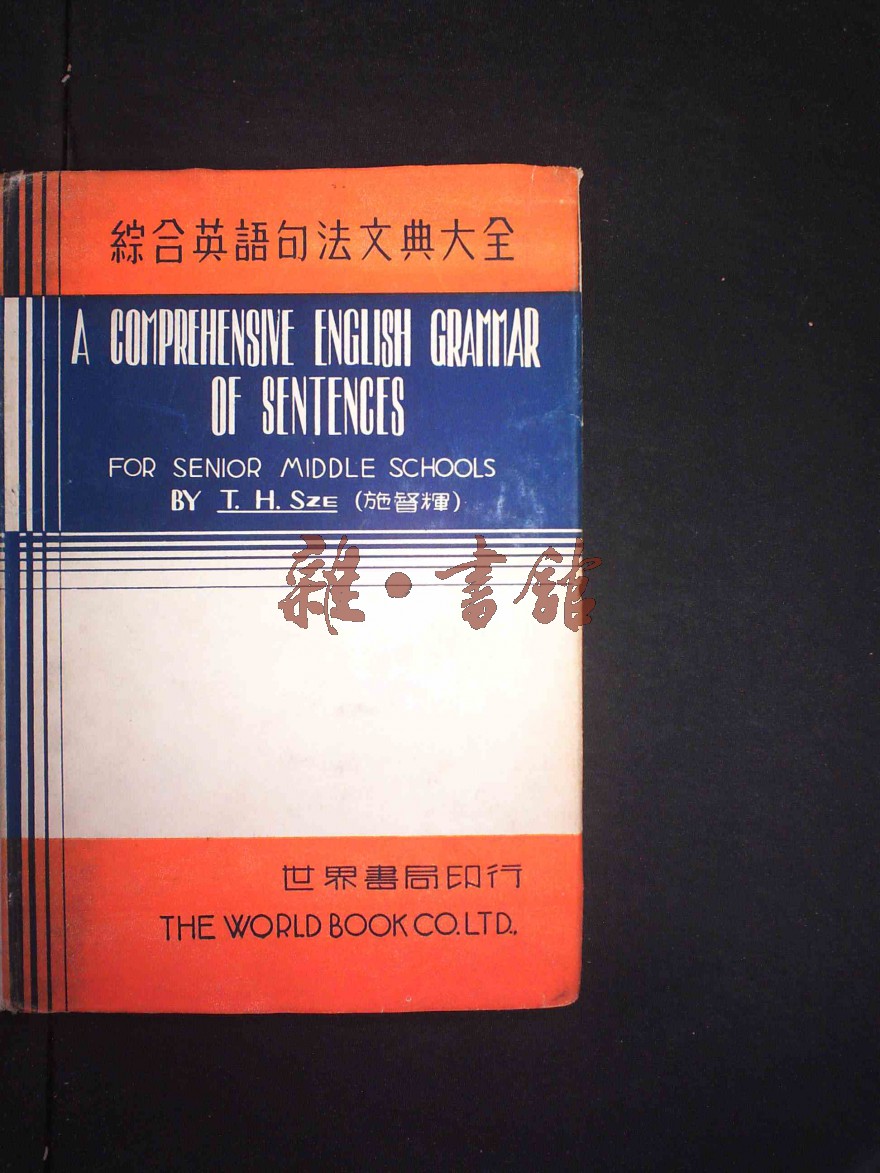 綜合英語句法文典大全
A COMPREHENSIVE ENGLISH GRAMMAR
OF SENTENCES
FOR SENIOR MIDDLE SCHOOLS
BY T. H. SZE (施督輝)
雜·書館
世界書局印行
THE WORLD BOOK CO. LTD.,